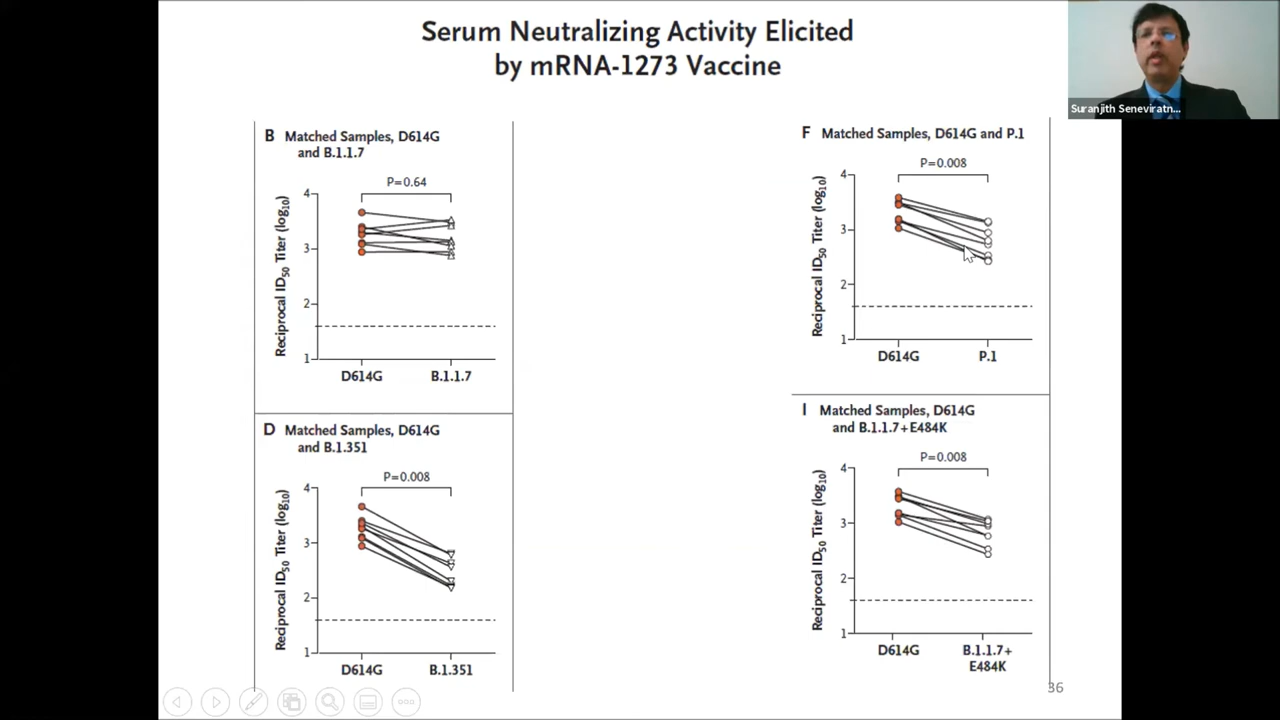 Serum Neutralizing Activity Elicited
by mRNA-1273 Vaccine
Suranjith Seneviratn...
B Matched Samples, D614G
and B.1.1.7
P=0.64
Reciprocal ID50 Titer (log10)
4
3
2
1
D614G B.1.1.7
F Matched Samples, D614G and P.1
P=0.008
Reciprocal ID50 Titer (log10)
4
3
2
1
D614G P.1
D Matched Samples, D614G
and B.1.351
P=0.008
Reciprocal ID50 Titer (log10)
4
3
2
1
D614G B.1.351
I Matched Samples, D614G
and B.1.1.7+E484K
P=0.008
Reciprocal ID50 Titer (log10)
4
3
2
1
D614G B.1.1.7+
E484K
36